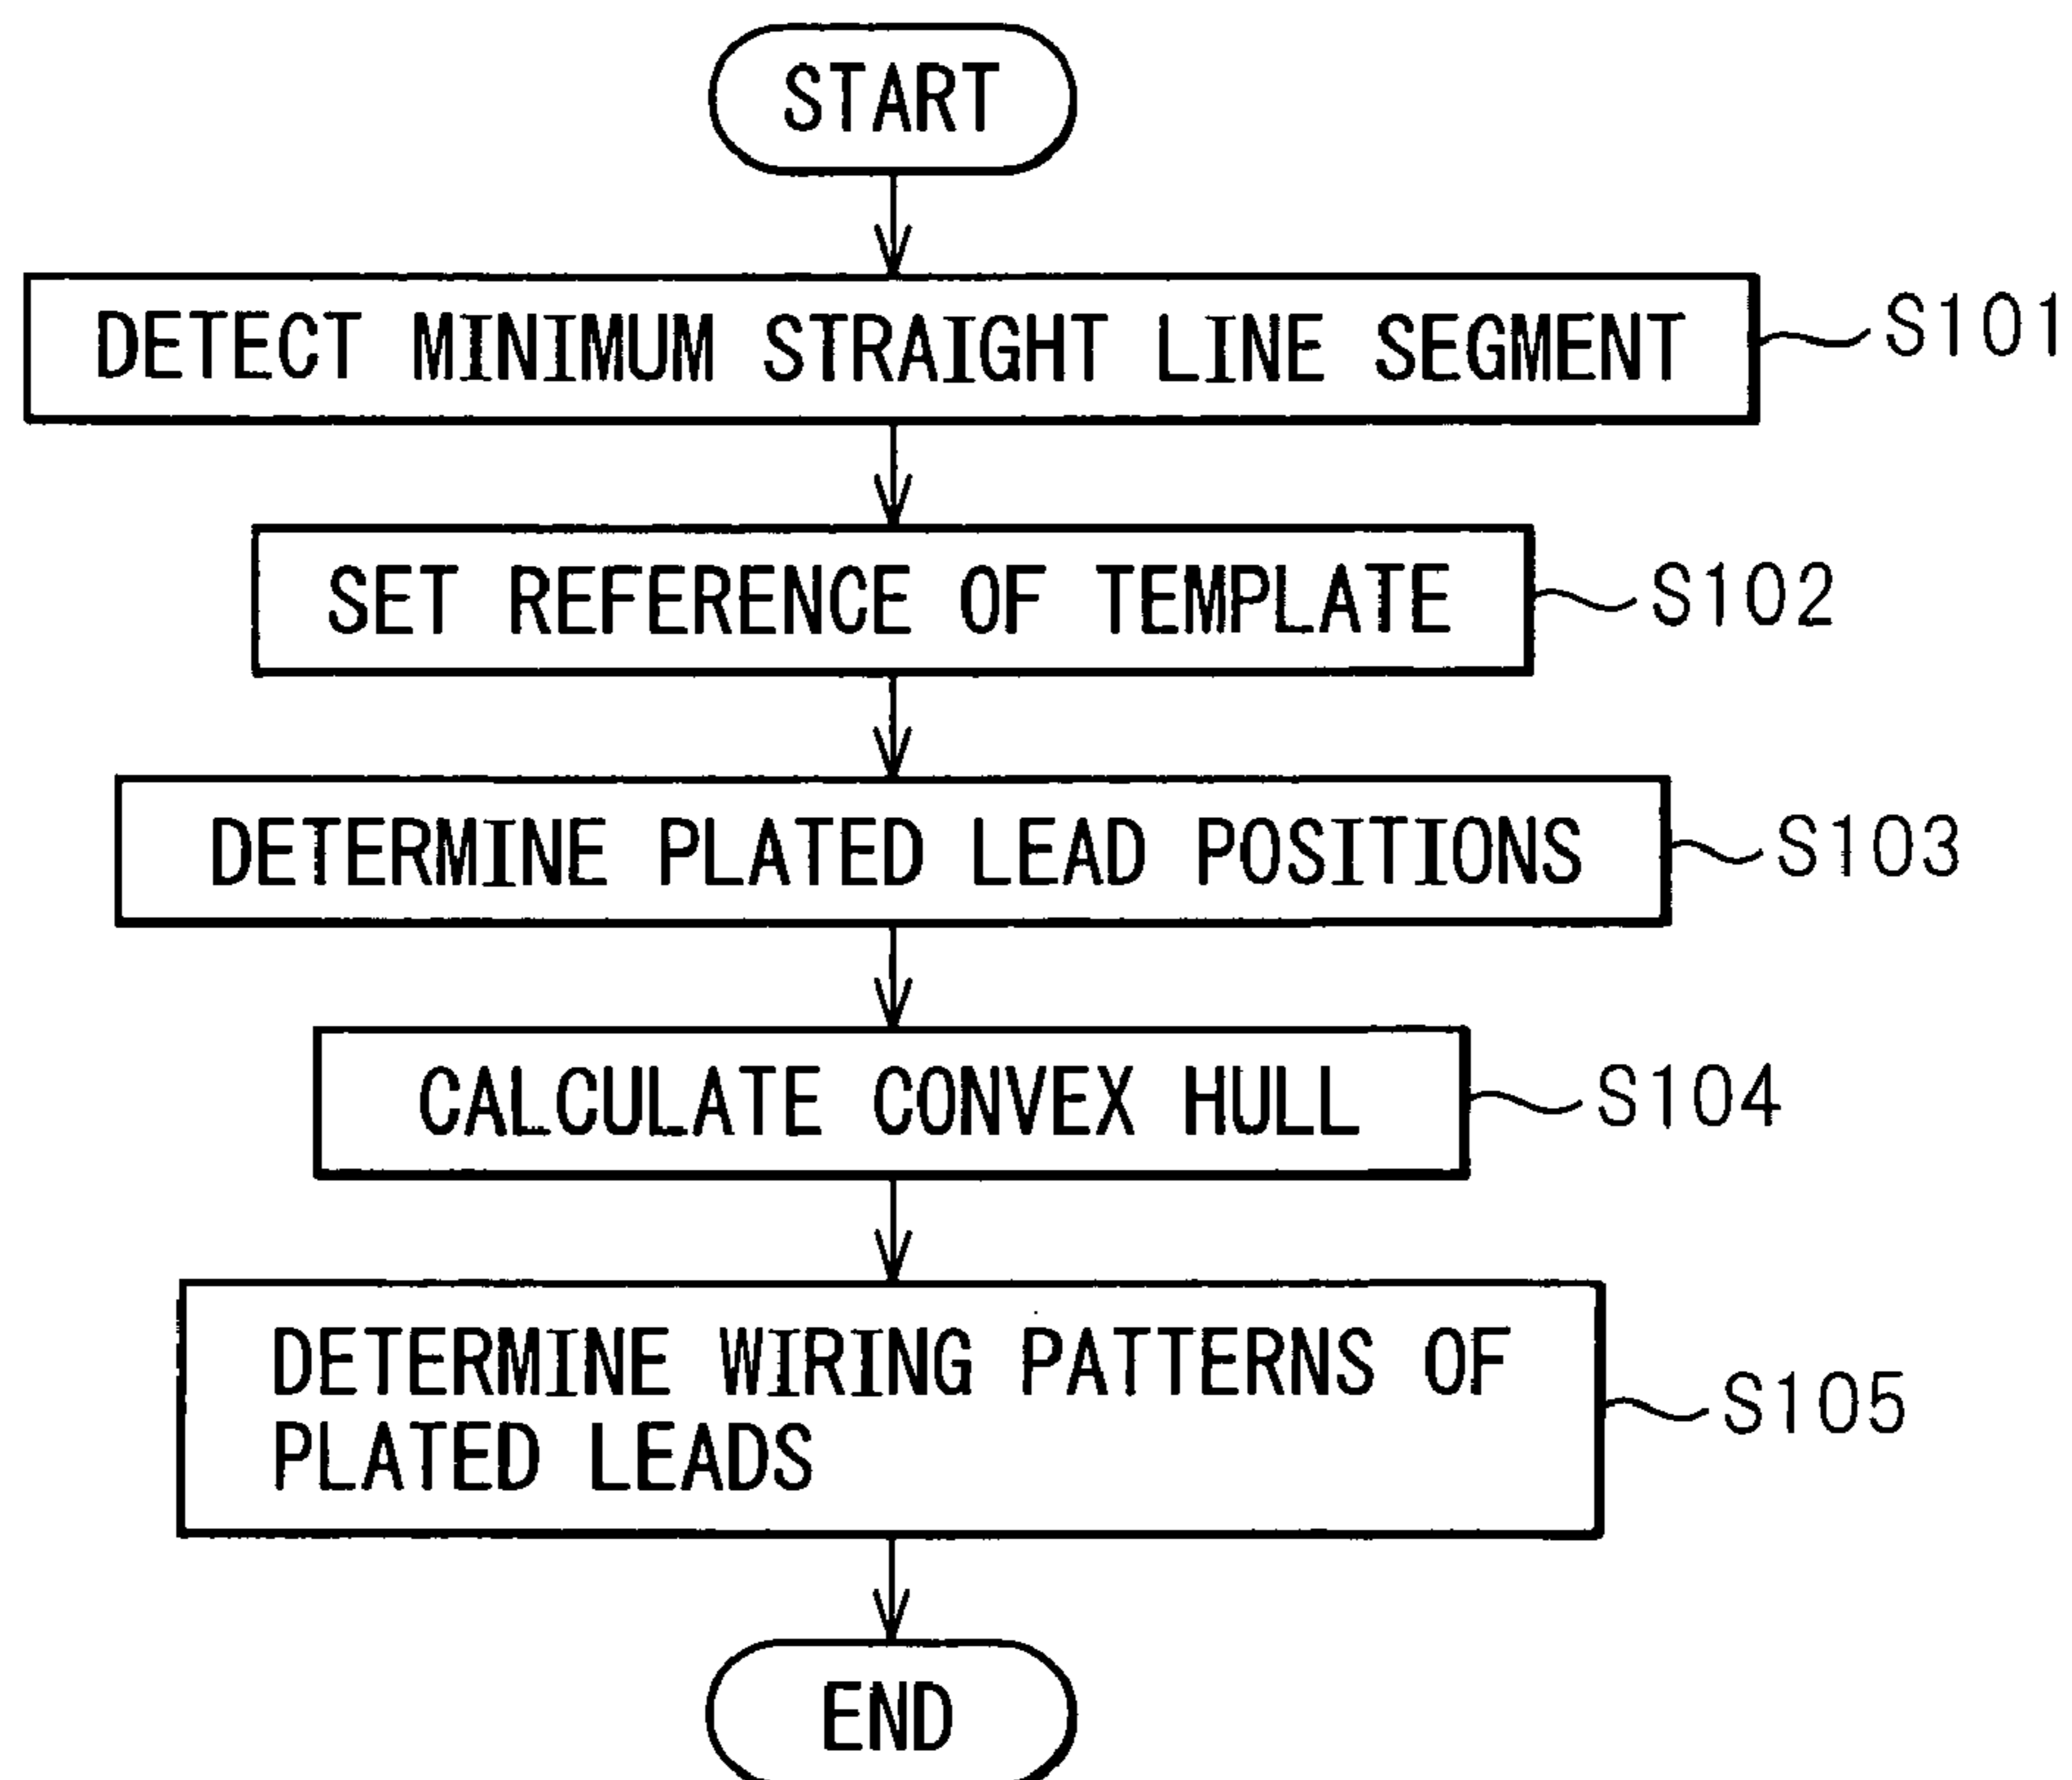 START
DETECT MINIMUM STRAIGHT LINE SEGMENT
S101
SET REFERENCE OF TEMPLATE
S102
DETERMINE PLATED LEAD POSITIONS
S103
CALCULATE CONVEX HULL
S104
DETERMINE WIRING PATTERNS OF
PLATED LEADS
S105
END